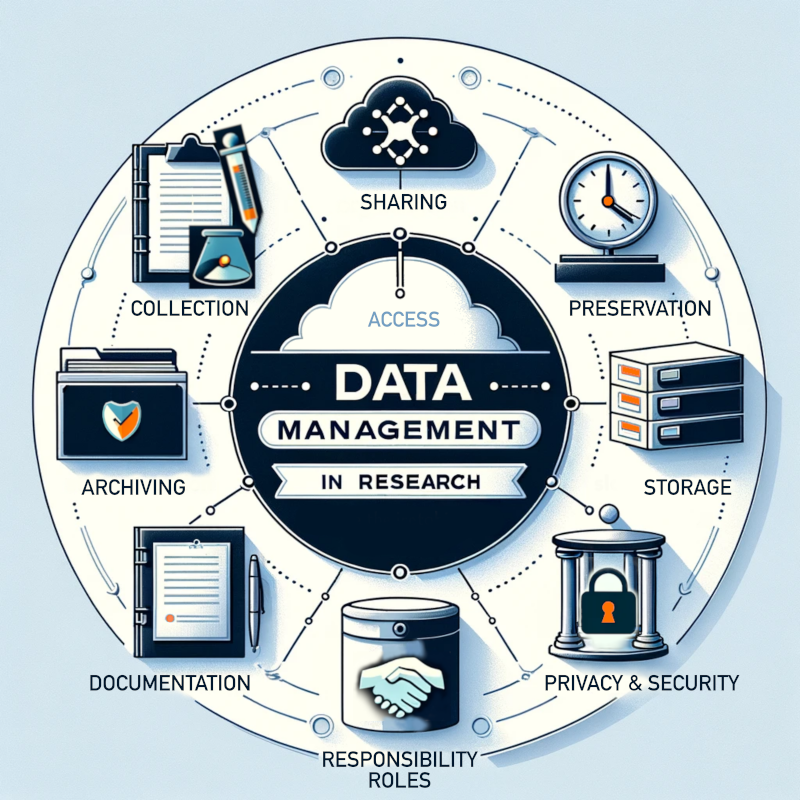 SHARING
COLLECTION
PRESERVATION
ACCESS
DATA
MANAGEMENT
IN RESEARCH
ARCHIVING
STORAGE
DOCUMENTATION
PRIVACY & SECURITY
RESPONSIBILITY
ROLES